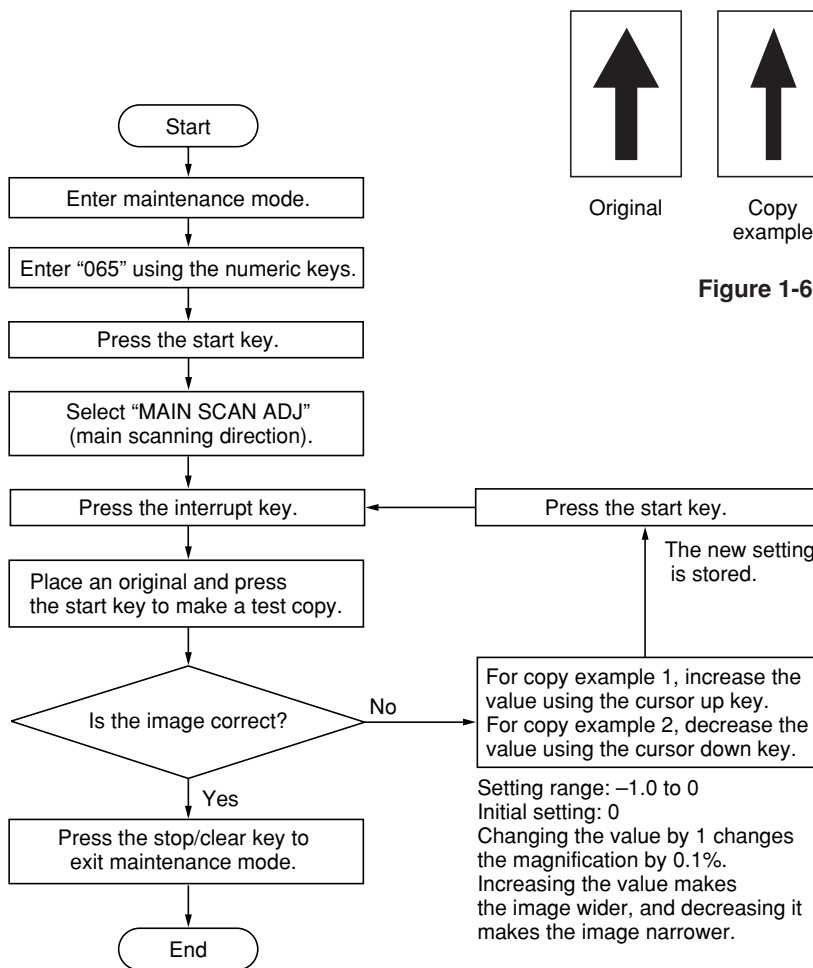 Start
Enter maintenance mode.
Enter “065” using the numeric keys.
Press the start key.
Select “MAIN SCAN ADJ”
(main scanning direction).
Press the interrupt key.
Place an original and press
the start key to make a test copy.
Is the image correct?
No
Yes
Press the stop/clear key to
exit maintenance mode.
End
Press the start key.
The new setting
is stored.
For copy example 1, increase the
value using the cursor up key.
For copy example 2, decrease the
value using the cursor down key.
Setting range: –1.0 to 0
Initial setting: 0
Changing the value by 1 changes
the magnification by 0.1%.
Increasing the value makes
the image wider, and decreasing it
makes the image narrower.
Original
Copy
example
Figure 1-6